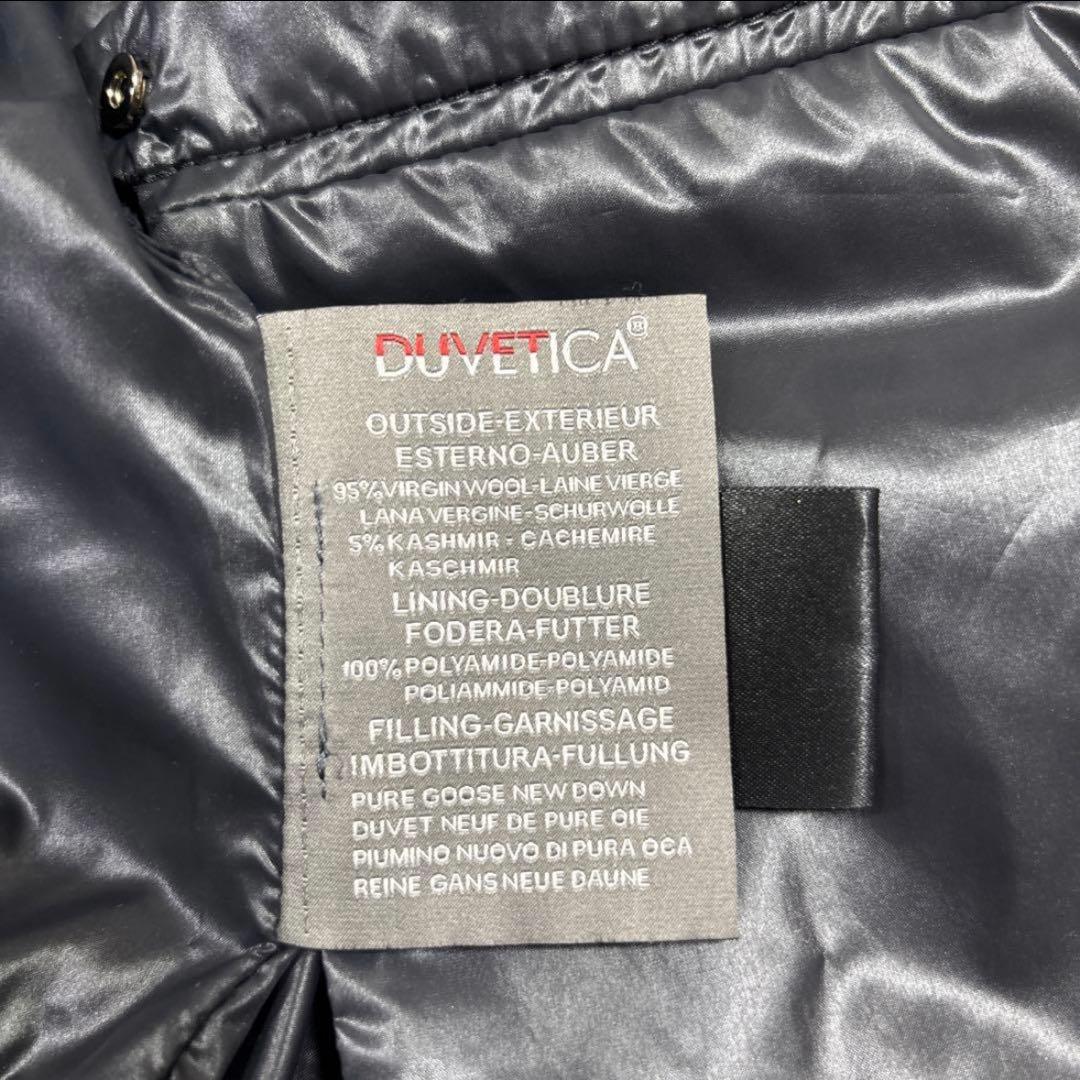 DUVETICA®
OUTSIDE-EXTERIEUR
ESTERNO-AUBER
95%VIRGIN WOOL-LAINE VIERGE
LANA VERGINE-SCHURWOLLE
5%KASHMIR - CACHEMIRE
KASCHMIR
LINING-DOUBLURE
FODERA-FUTTER
100%POLYAMIDE-POLYAMIDE
POLIAMMIDE-POLYAMID
FILLING-GARNISSAGE
IMBOTTITURA-FULLUNG
PURE GOOSE NEW DOWN
DUVET NEUF DE PURE OIE
PIUMINO NUOVO DI PURA OCA
REINE GANS NEUE DAUNE